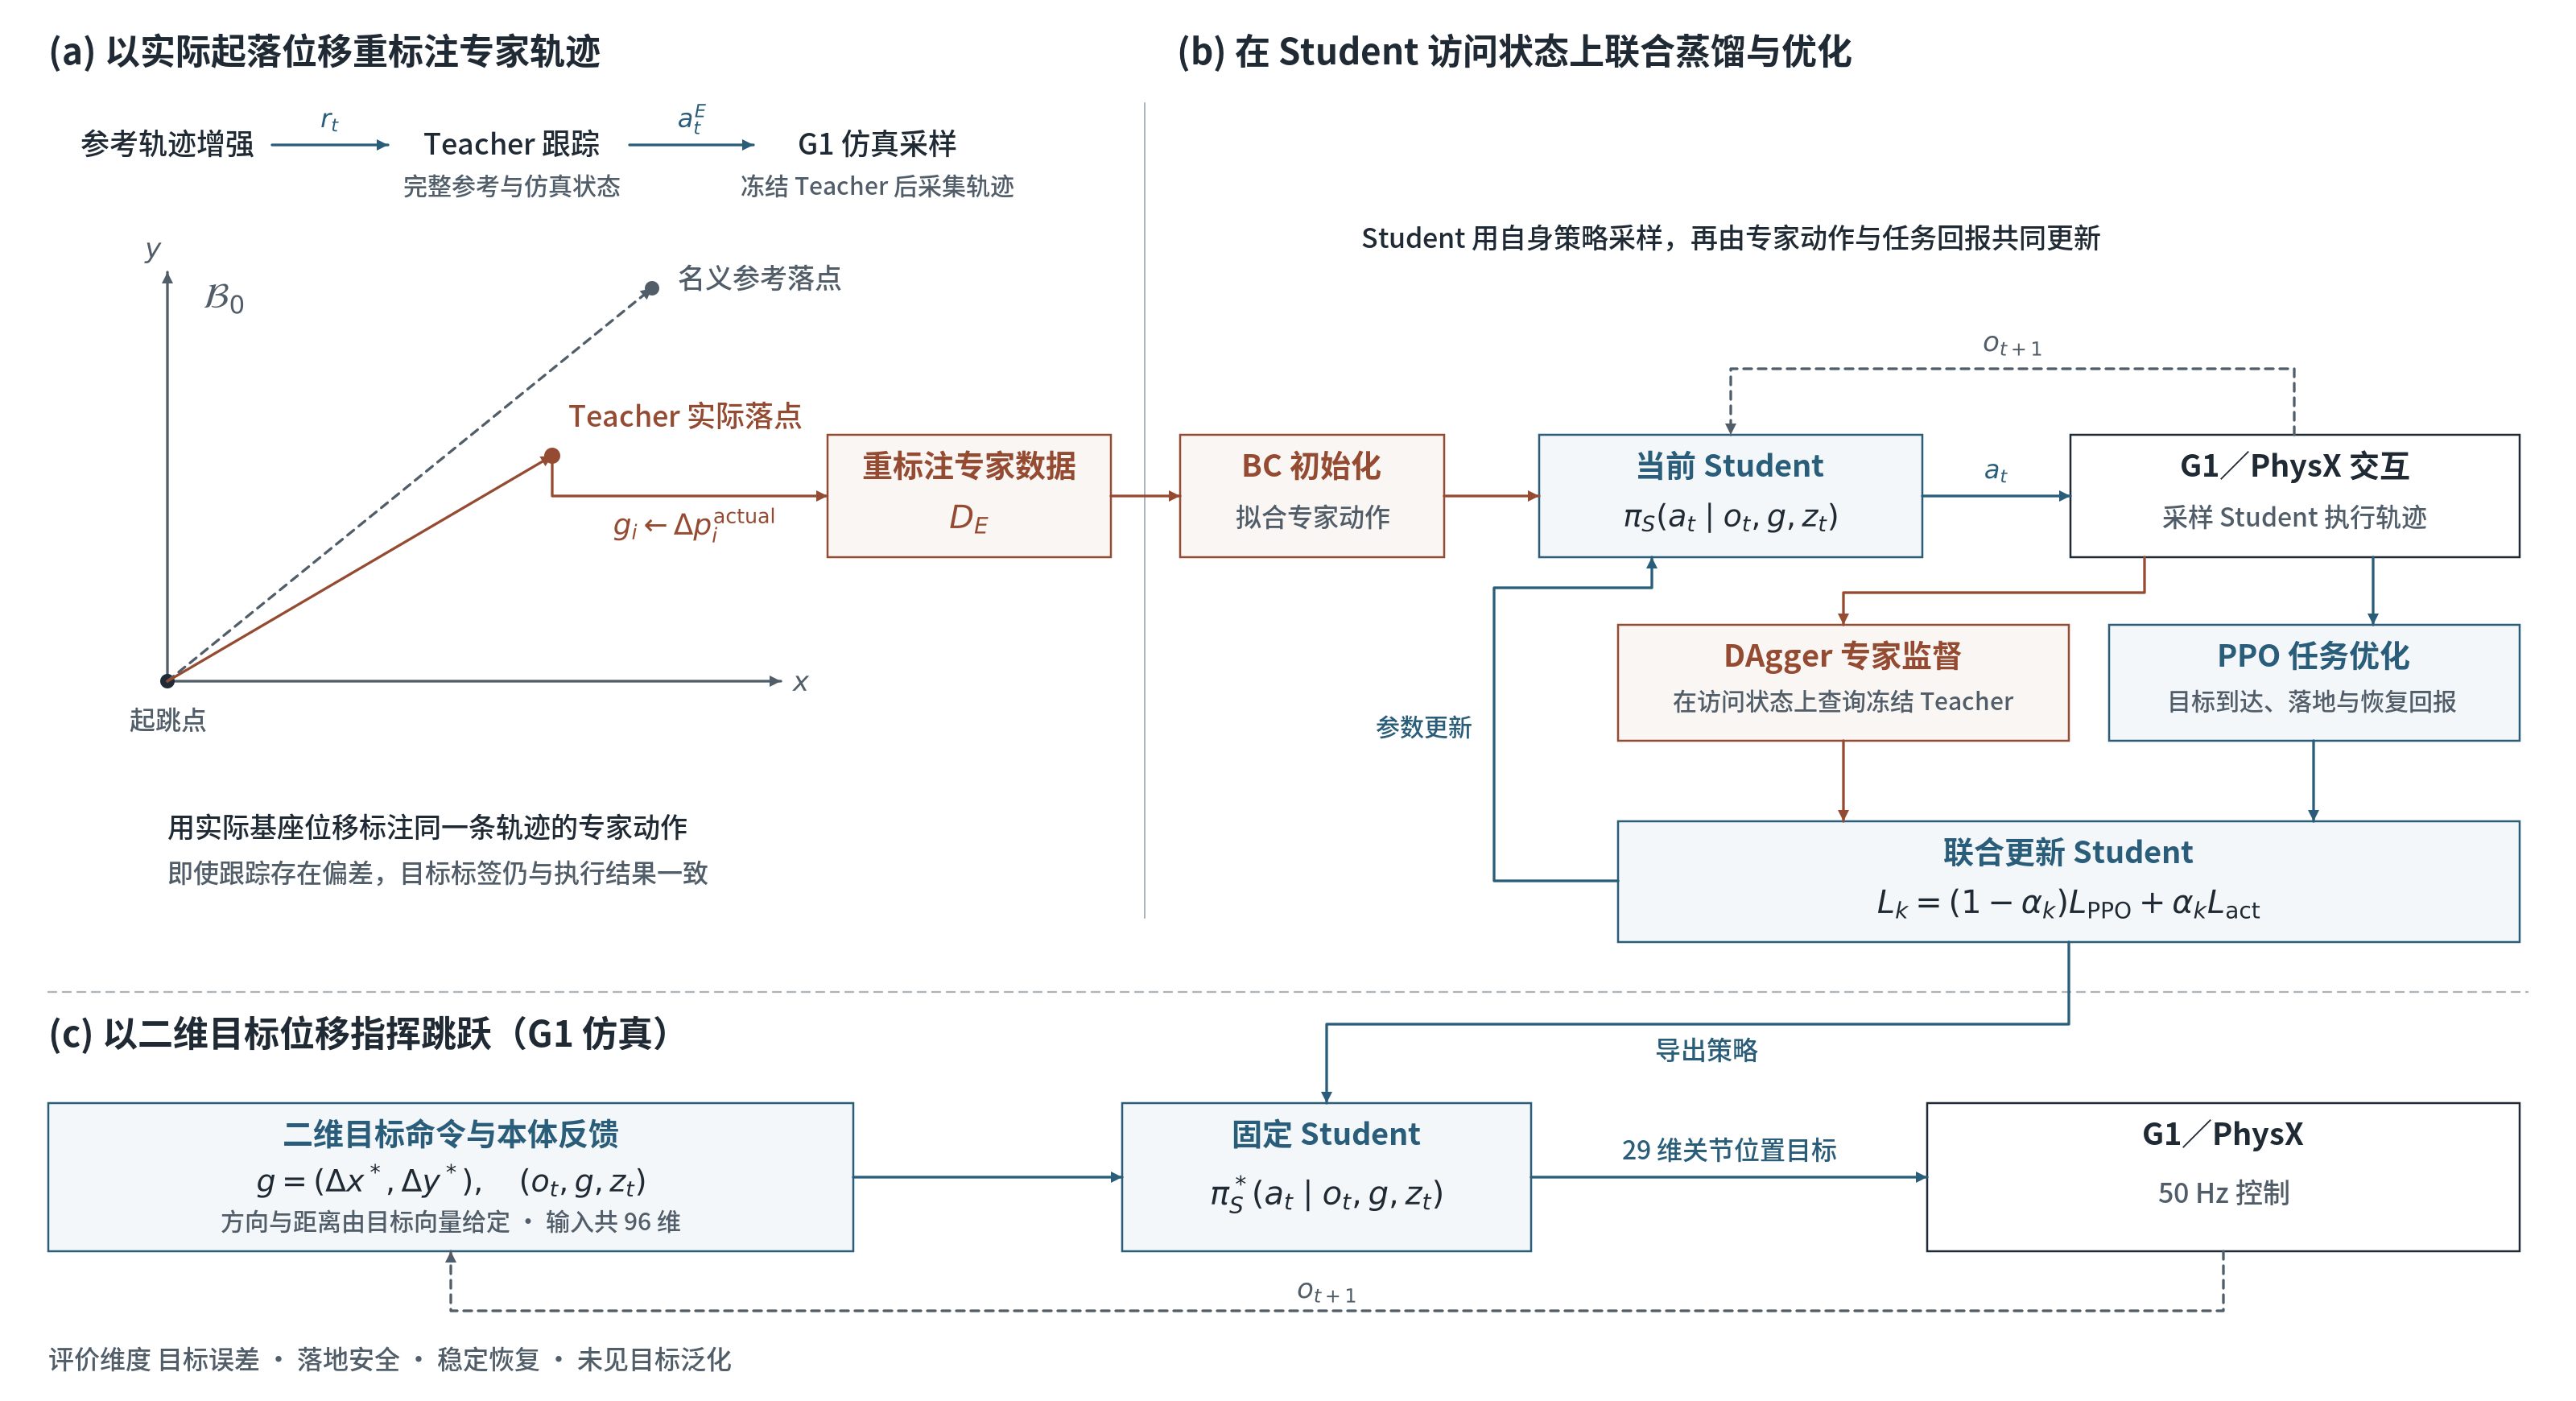 (a) 以实际起落位移重标注专家轨迹
参考轨迹增强
r_t
Teacher 跟踪
完整参考与仿真状态
a_t^E
G1 仿真采样
冻结 Teacher 后采集轨迹
y
B_0
名义参考落点
Teacher 实际落点
g_i ← Δp_i^actual
重标注专家数据
D_E
x
起跳点
用实际基座位移标注同一条轨迹的专家动作
即使跟踪存在偏差，目标标签仍与执行结果一致
(b) 在 Student 访问状态上联合蒸馏与优化
Student 用自身策略采样，再由专家动作与任务回报共同更新
o_{t+1}
BC 初始化
拟合专家动作
当前 Student
π_S(a_t | o_t, g, z_t)
a_t
G1／PhysX 交互
采样 Student 执行轨迹
DAgger 专家监督
在访问状态上查询冻结 Teacher
PPO 任务优化
目标到达、落地与恢复回报
参数更新
联合更新 Student
L_k = (1 − α_k)L_PPO + α_k L_act
(c) 以二维目标位移指挥跳跃（G1 仿真）
导出策略
二维目标命令与本体反馈
g = (Δx*, Δy*), (o_t, g, z_t)
方向与距离由目标向量给定 · 输入共 96 维
固定 Student
π_S^*(a_t | o_t, g, z_t)
29 维关节位置目标
G1／PhysX
50 Hz 控制
o_{t+1}
评价维度 目标误差 · 落地安全 · 稳定恢复 · 未见目标泛化